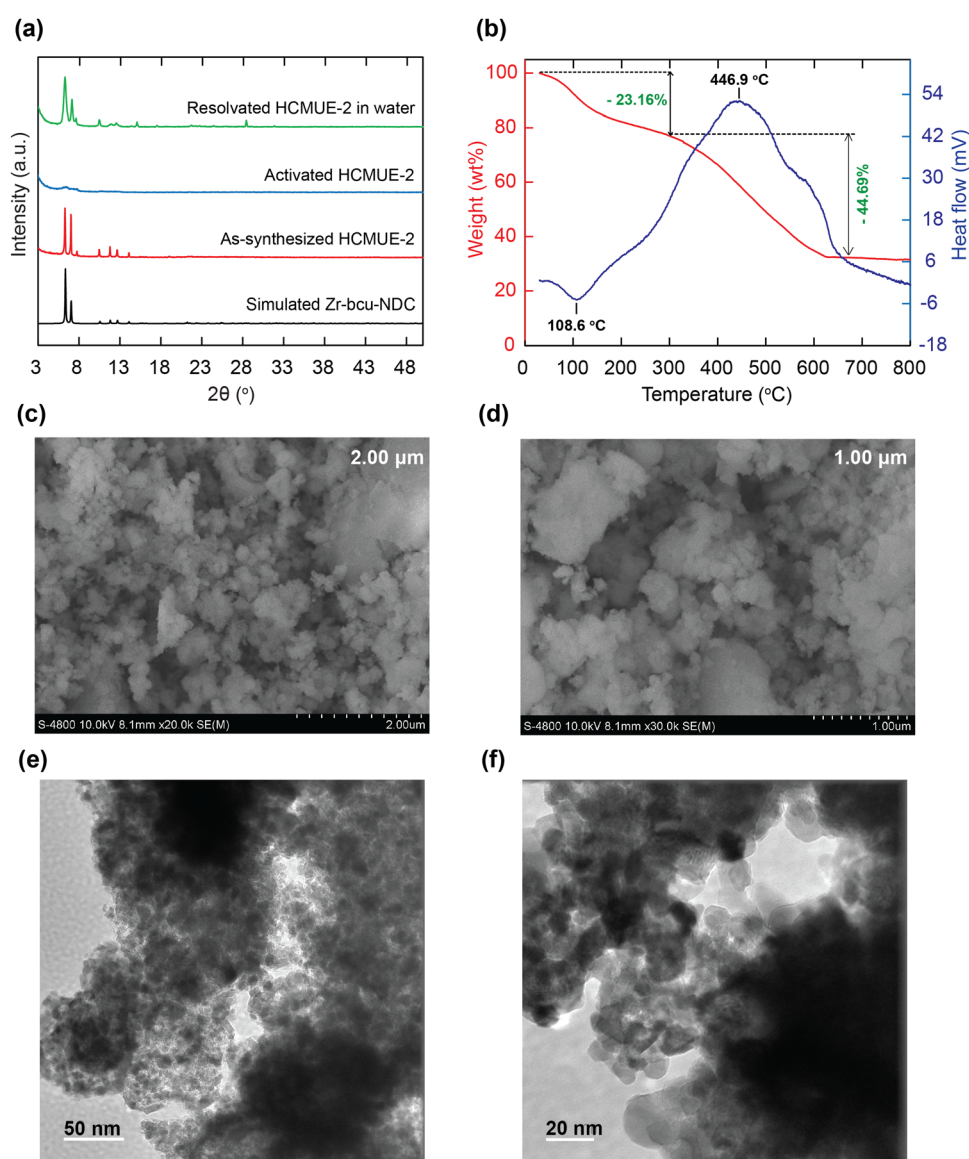 (a)
Intensity (a.u.)
Resolvated HCMUE-2 in water
Activated HCMUE-2
As-synthesized HCMUE-2
Simulated Zr-bcu-NDC
3 8 13 18 23 28 33 38 43 48
2θ (°)
(b)
Weight (wt%)
100
80
60
40
20
0
446.9 °C
- 23.16%
- 44.69%
108.6 °C
54
42
30
18
6
-6
-18
Heat flow (mV)
0 100 200 300 400 500 600 700 800
Temperature (°C)
(c)
2.00 µm
S-4800 10.0kV 8.1mm x20.0k SE(M)
2.00um
(d)
1.00 µm
S-4800 10.0kV 8.1mm x30.0k SE(M)
1.00um
(e)
50 nm
(f)
20 nm